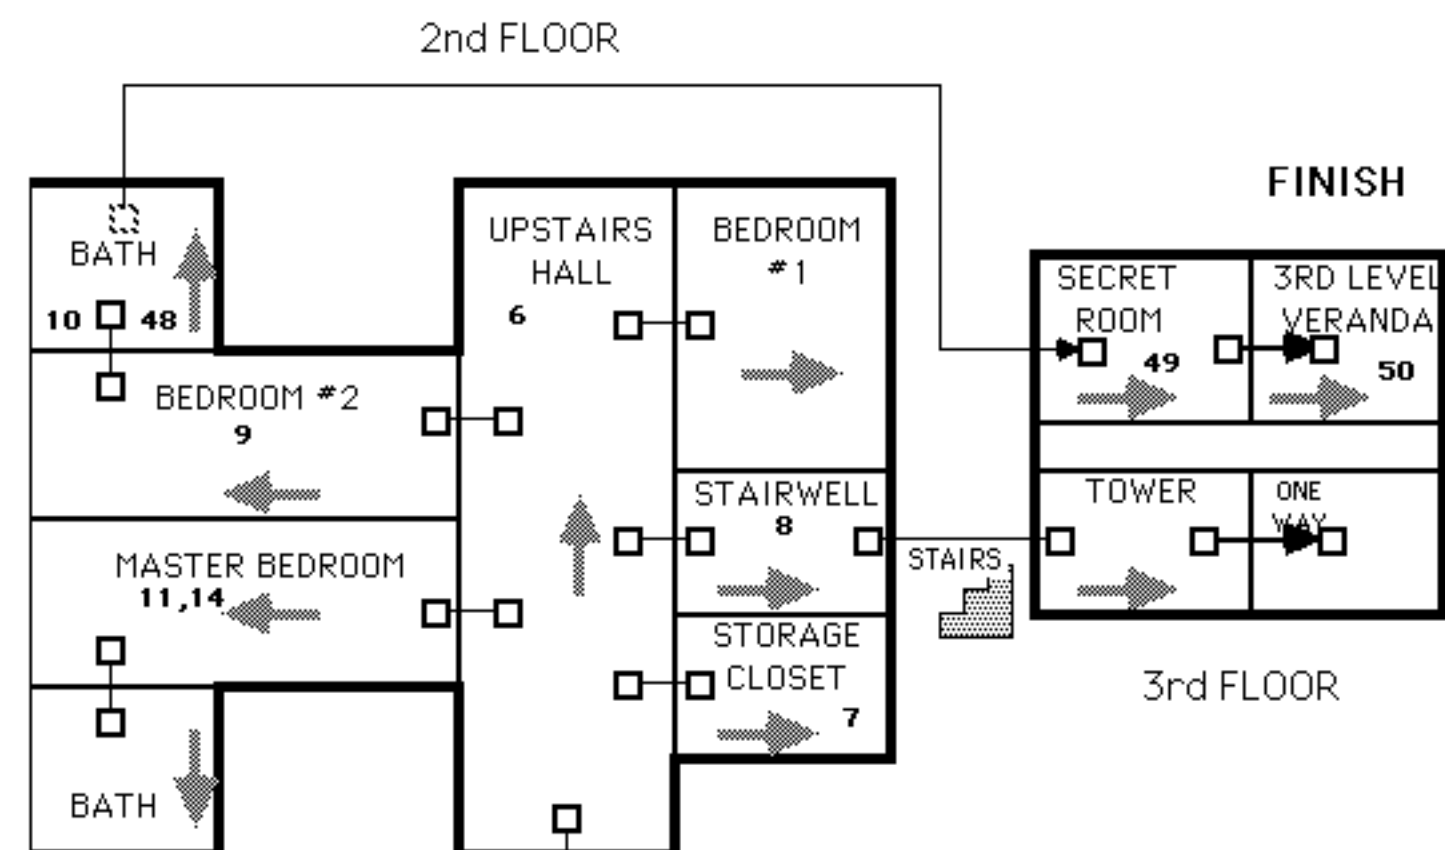 2nd FLOOR
FINISH
BATH
10 48
UPSTAIRS
HALL
6
BEDROOM
#1
SECRET
ROOM
49
3RD LEVEL
VERANDA
50
BEDROOM #2
9
STAIRWELL
8
STAIRS
TOWER
ONE
WAY
MASTER BEDROOM
11,14
STORAGE
CLOSET
7
3rd FLOOR
BATH